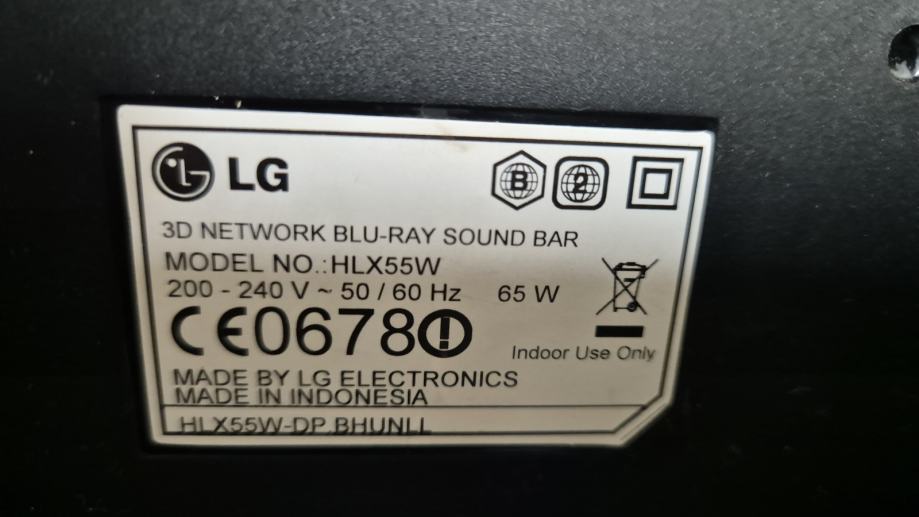 LG B 2
3D NETWORK BLU-RAY SOUND BAR
MODEL NO.:HLX55W
200 - 240 V ~ 50 / 60 Hz 65 W
CE0678
Indoor Use Only
MADE BY LG ELECTRONICS
MADE IN INDONESIA
HLX55W-DP.BHUNLL